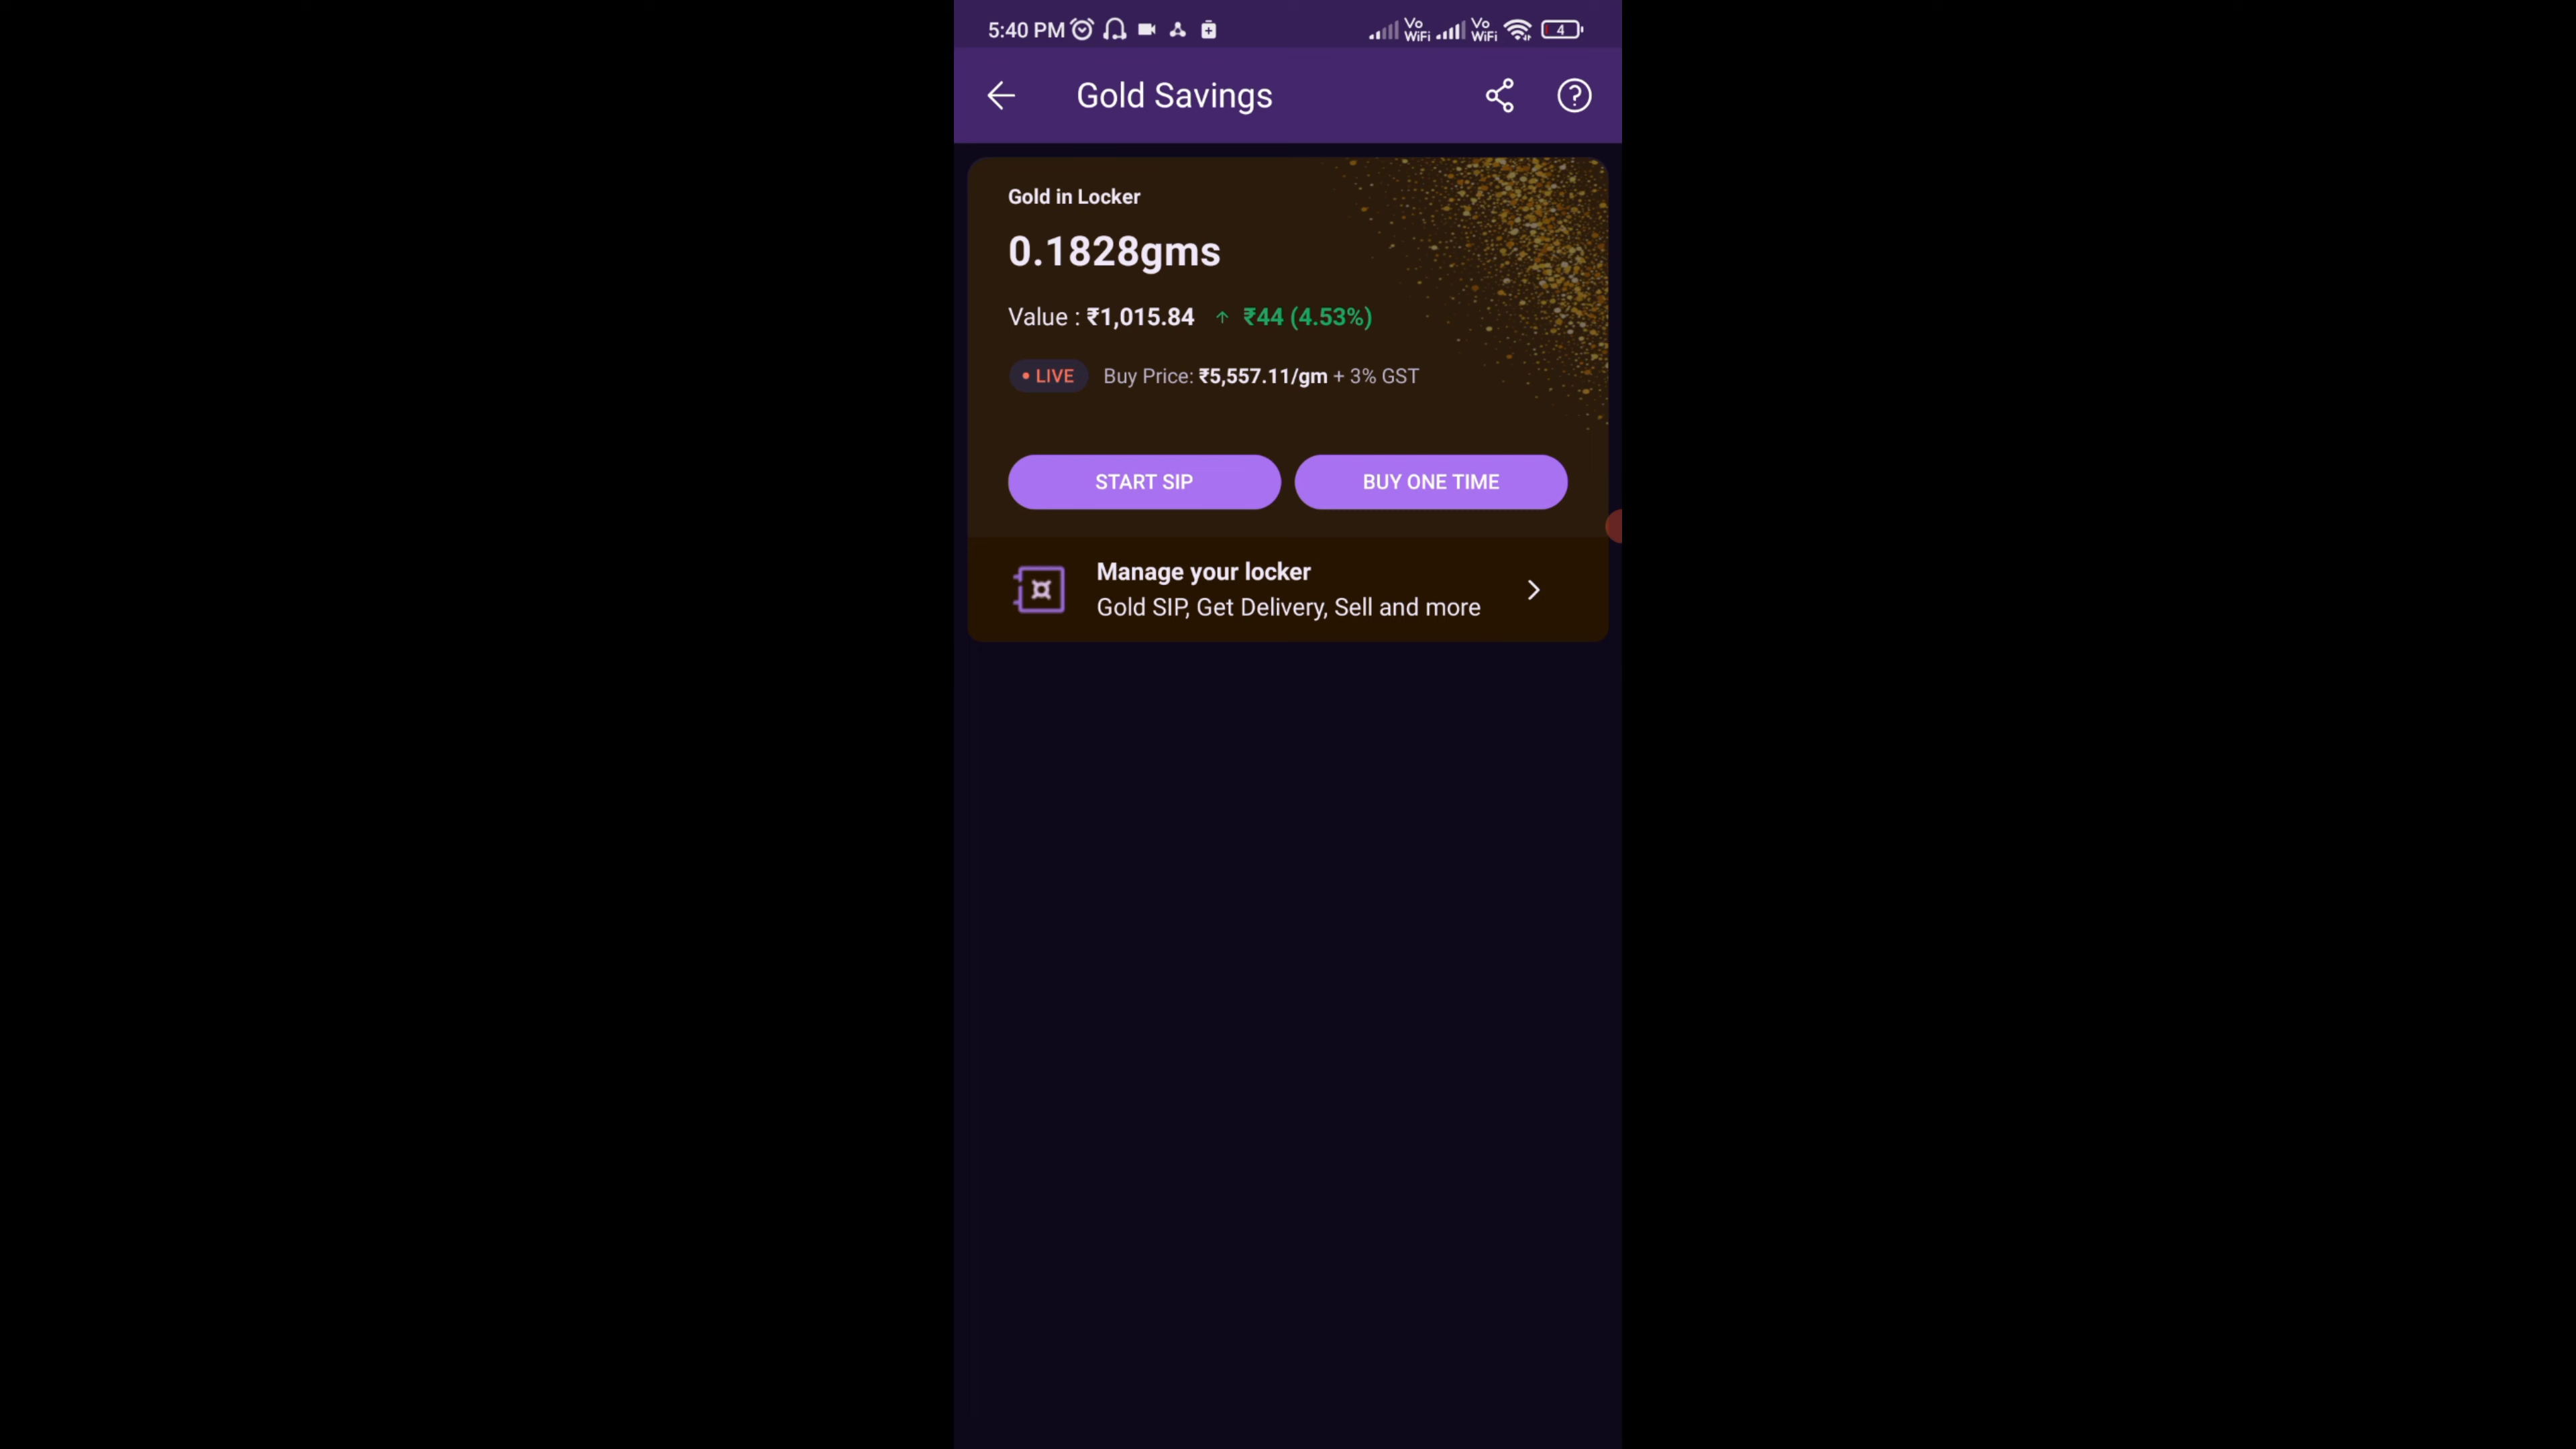 5:40 PM Vo WiFi Vo WiFi 4
Gold Savings
Gold in Locker
0.1828gms
Value : ₹1,015.84 ↑ ₹44 (4.53%)
• LIVE Buy Price: ₹5,557.11/gm + 3% GST
START SIP BUY ONE TIME
Manage your locker
Gold SIP, Get Delivery, Sell and more